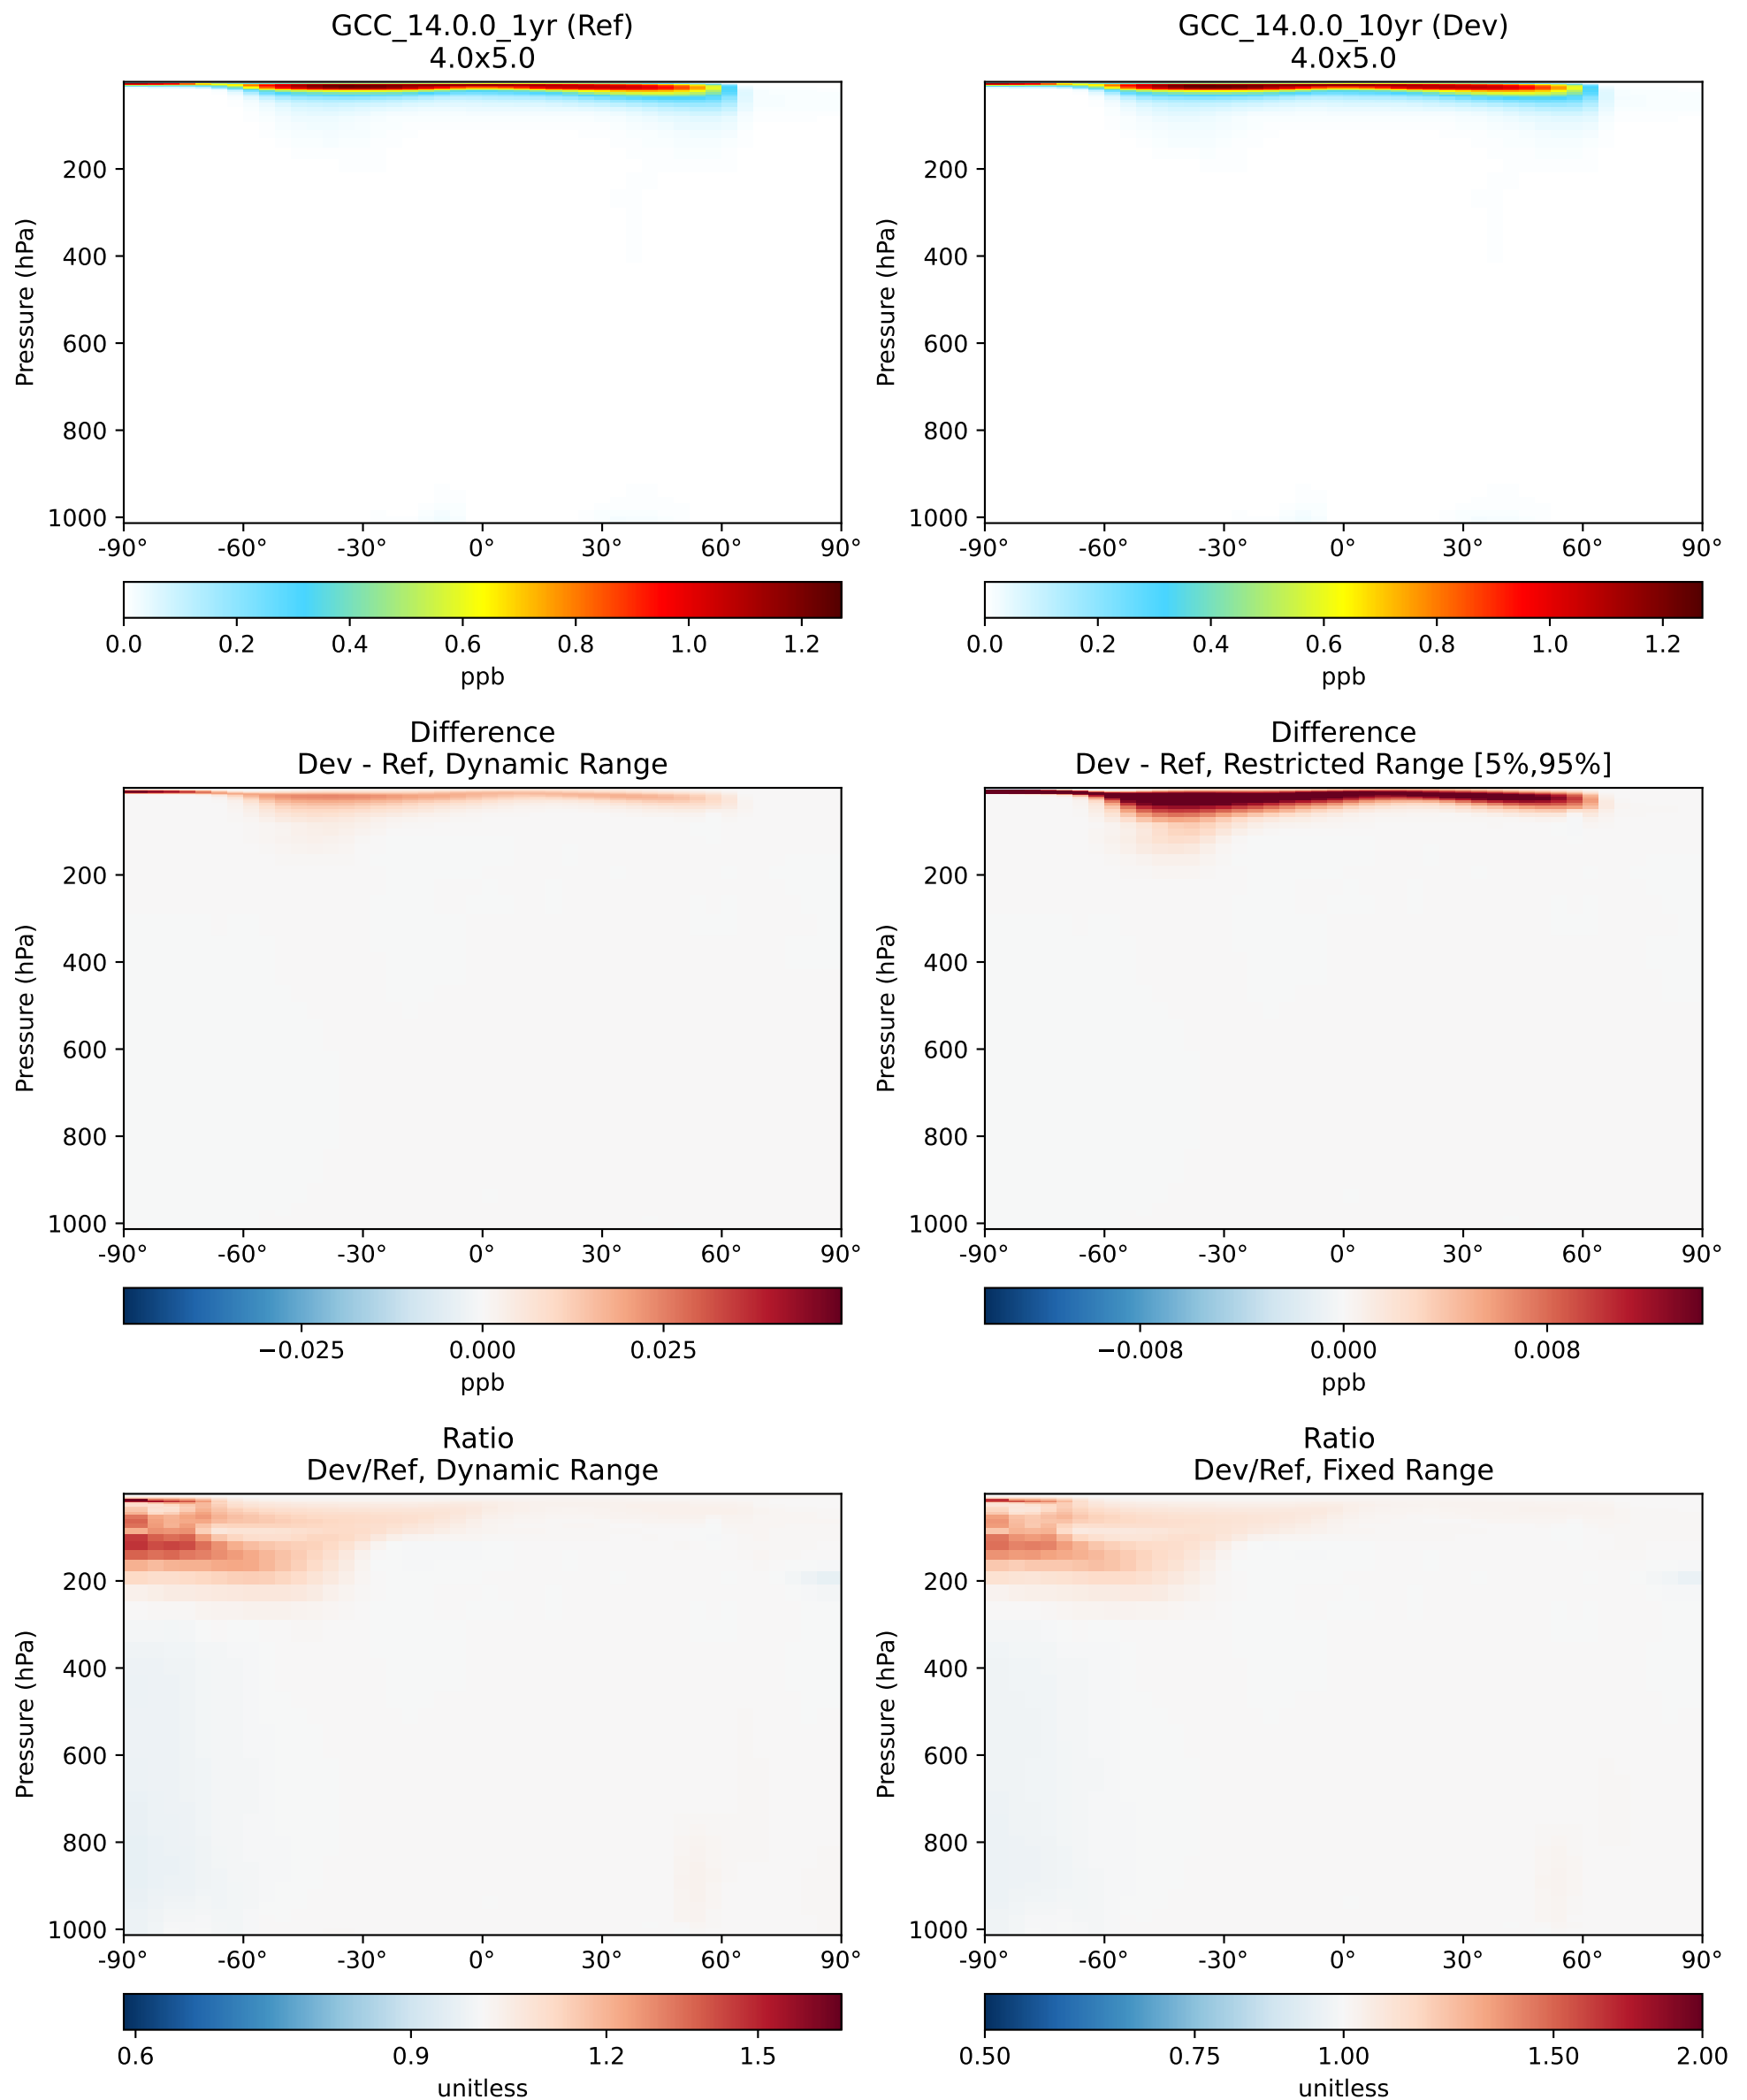 GCC_14.0.0_1yr (Ref)
4.0x5.0
GCC_14.0.0_10yr (Dev)
4.0x5.0
Pressure (hPa)
200
400
600
800
1000
-90° -60° -30° 0° 30° 60° 90°
0.0 0.2 0.4 0.6 0.8 1.0 1.2
ppb
Pressure (hPa)
200
400
600
800
1000
-90° -60° -30° 0° 30° 60° 90°
0.0 0.2 0.4 0.6 0.8 1.0 1.2
ppb
Difference
Dev - Ref, Dynamic Range
Pressure (hPa)
200
400
600
800
1000
-90° -60° -30° 0° 30° 60° 90°
−0.025 0.000 0.025
ppb
Difference
Dev - Ref, Restricted Range [5%,95%]
Pressure (hPa)
200
400
600
800
1000
-90° -60° -30° 0° 30° 60° 90°
−0.008 0.000 0.008
ppb
Ratio
Dev/Ref, Dynamic Range
Pressure (hPa)
200
400
600
800
1000
-90° -60° -30° 0° 30° 60° 90°
0.6 0.9 1.2 1.5
unitless
Ratio
Dev/Ref, Fixed Range
Pressure (hPa)
200
400
600
800
1000
-90° -60° -30° 0° 30° 60° 90°
0.50 0.75 1.00 1.50 2.00
unitless